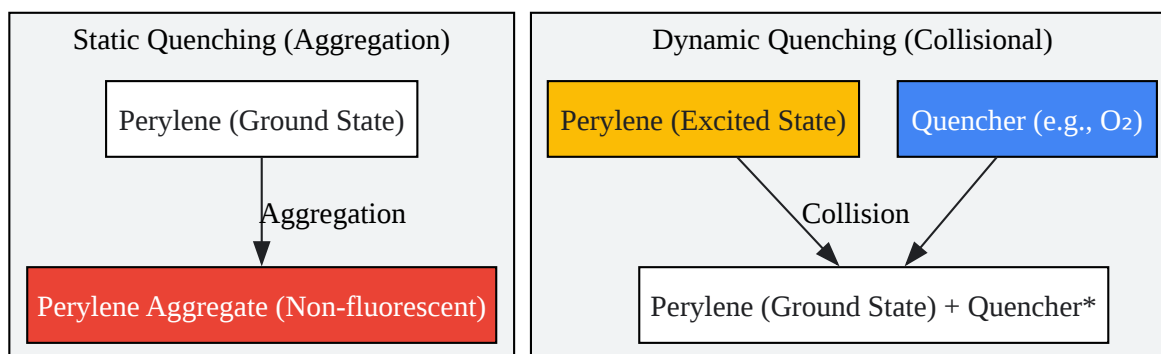 Static Quenching (Aggregation)
Perylene (Ground State)
Aggregation
Perylene Aggregate (Non-fluorescent)
Dynamic Quenching (Collisional)
Perylene (Excited State)
Quencher (e.g., O₂)
Collision
Perylene (Ground State) + Quencher*